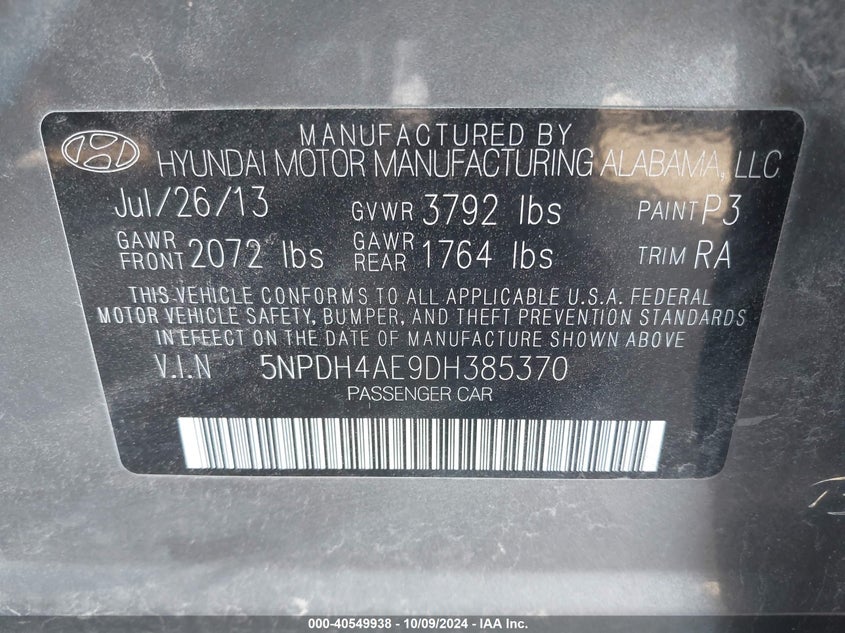 MANUFACTURED BY
HYUNDAI MOTOR MANUFACTURING ALABAMA, LLC
Jul/26/13 GVWR 3792 lbs PAINT P3
GAWR FRONT 2072 lbs GAWR REAR 1764 lbs TRIM RA
THIS VEHICLE CONFORMS TO ALL APPLICABLE U.S.A. FEDERAL
MOTOR VEHICLE SAFETY, BUMPER, AND THEFT PREVENTION STANDARDS
IN EFFECT ON THE DATE OF MANUFACTURE SHOWN ABOVE
V.I.N 5NPDH4AE9DH385370
PASSENGER CAR
000-40549938 - 10/09/2024 - IAA Inc.